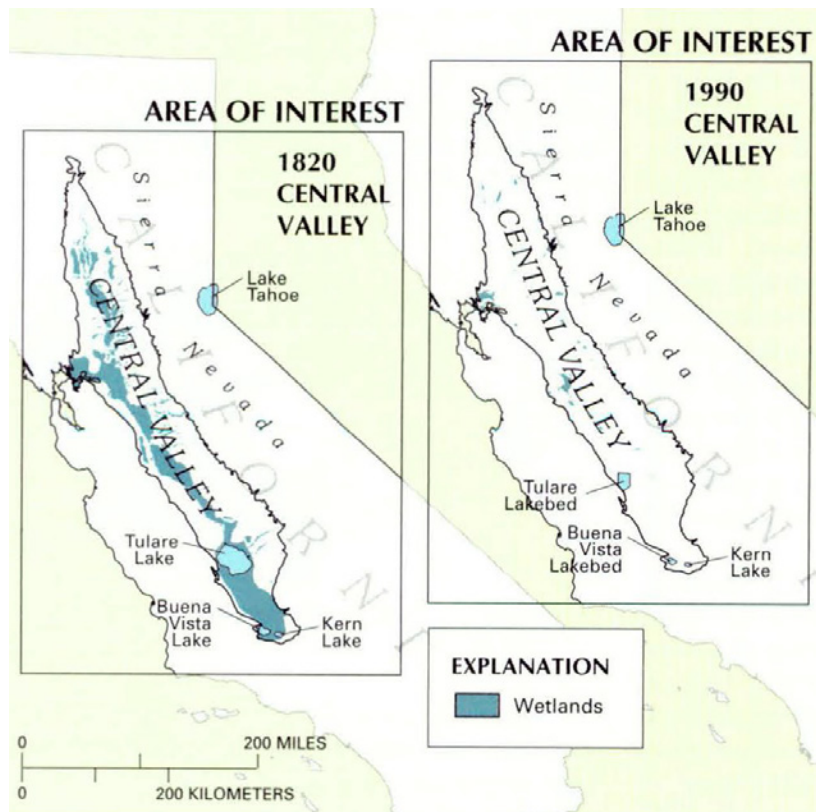 AREA OF INTEREST
1820
CENTRAL
VALLEY
Sierra
Nevada
CALIFORNI
CENTRAL VALLEY
Lake
Tahoe
Tulare
Lake
Buena
Vista
Lake
Kern
Lake
AREA OF INTEREST
1990
CENTRAL
VALLEY
Sierra
Nevada
CALIFORNI
CENTRAL VALLEY
Lake
Tahoe
Tulare
Lakebed
Buena
Vista
Lakebed
Kern
Lake
EXPLANATION
Wetlands
0 200 MILES
0 200 KILOMETERS